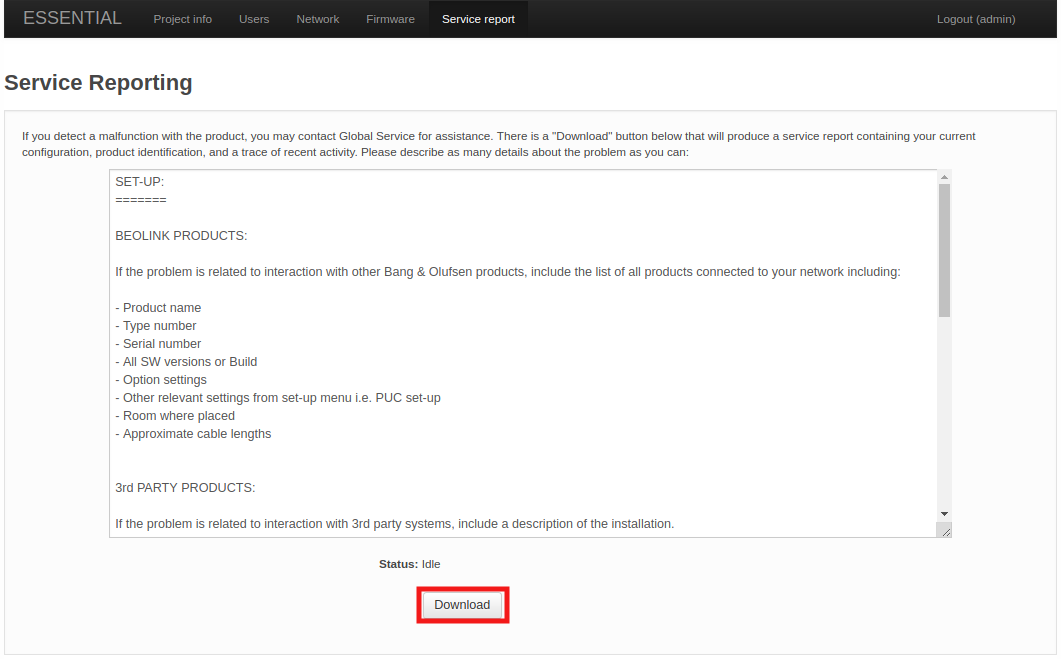 ESSENTIAL Project info Users Network Firmware Service report Logout (admin)
Service Reporting
If you detect a malfunction with the product, you may contact Global Service for assistance. There is a "Download" button below that will produce a service report containing your current
configuration, product identification, and a trace of recent activity. Please describe as many details about the problem as you can:
SET-UP:
=======
BEOLINK PRODUCTS:
If the problem is related to interaction with other Bang & Olufsen products, include the list of all products connected to your network including:
- Product name
- Type number
- Serial number
- All SW versions or Build
- Option settings
- Other relevant settings from set-up menu i.e. PUC set-up
- Room where placed
- Approximate cable lengths
3rd PARTY PRODUCTS:
If the problem is related to interaction with 3rd party systems, include a description of the installation.
Status: Idle
Download